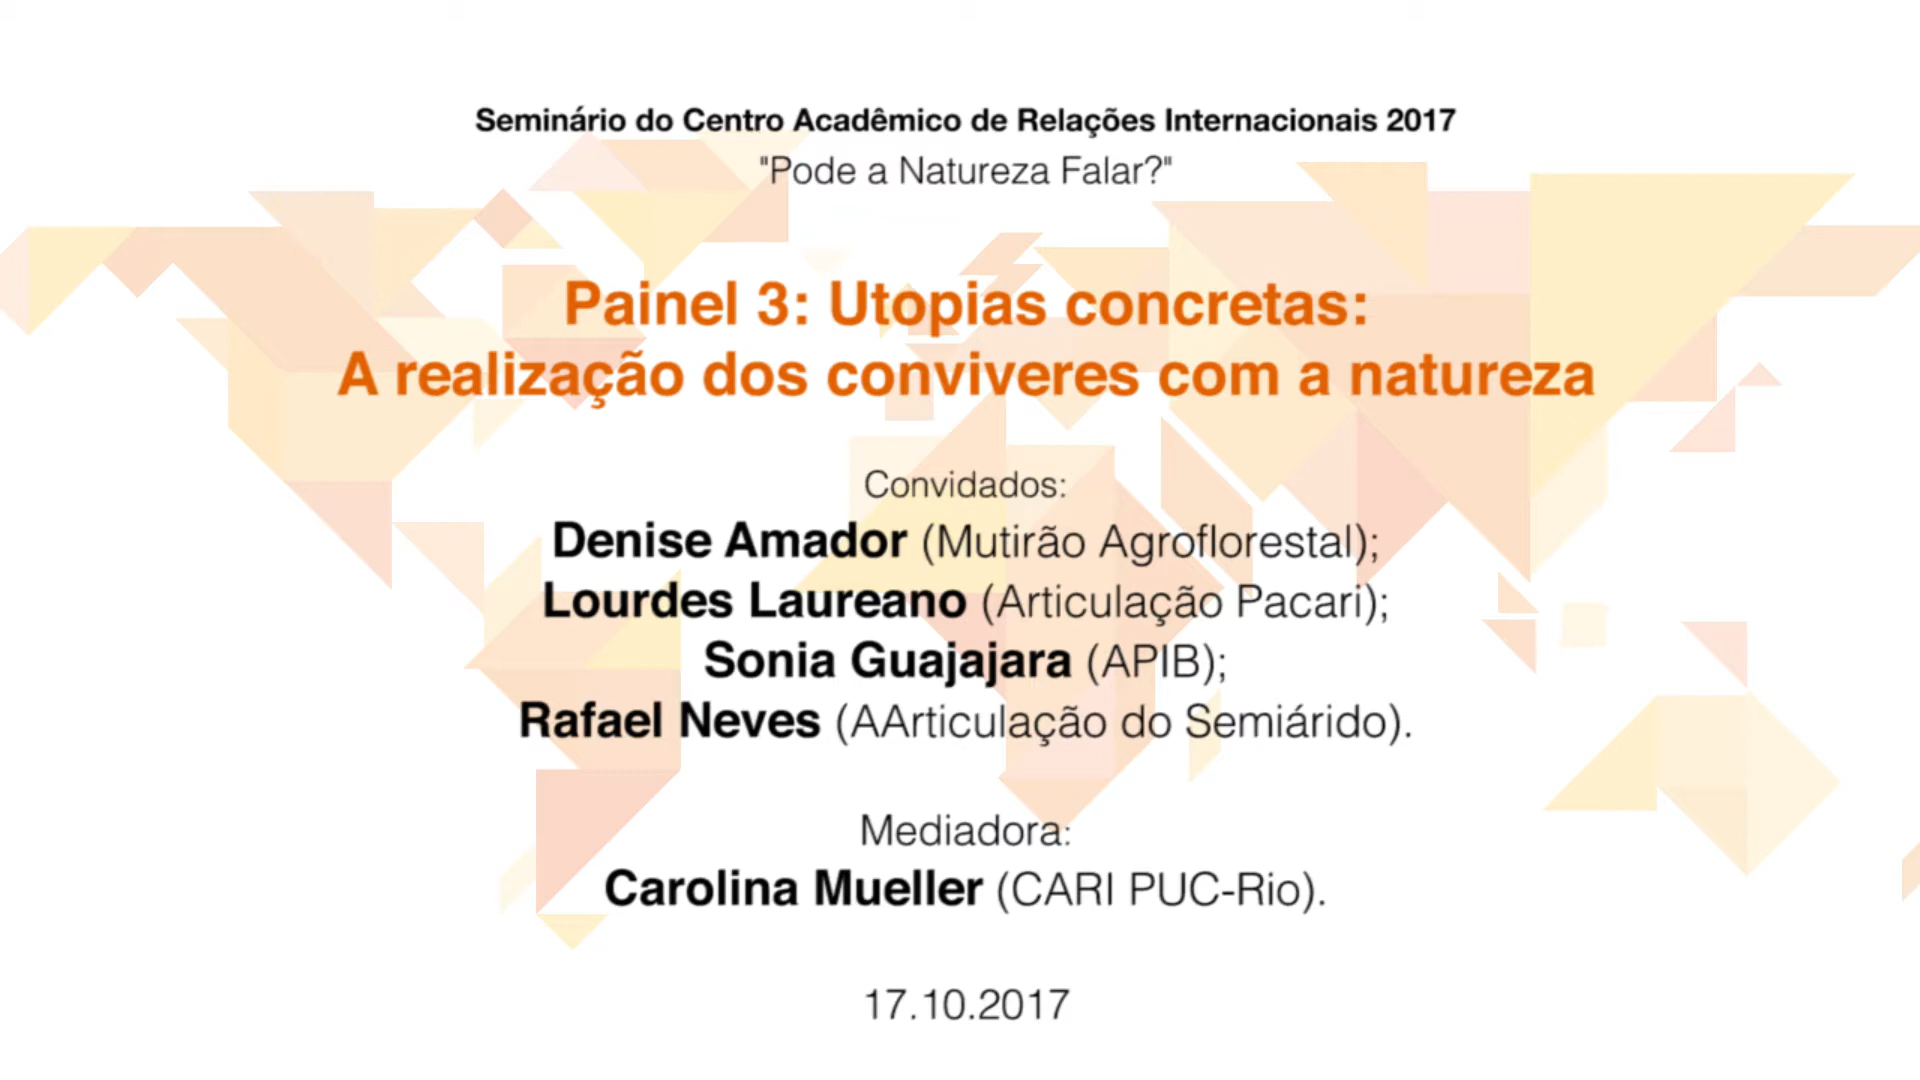 Seminário do Centro Acadêmico de Relações Internacionais 2017
"Pode a Natureza Falar?"
Painel 3: Utopias concretas:
A realização dos conviveres com a natureza
Convidados:
Denise Amador (Mutirão Agroflorestal);
Lourdes Laureano (Articulação Pacari);
Sonia Guajajara (APIB);
Rafael Neves (AArticulação do Semiárido).
Mediadora:
Carolina Mueller (CARI PUC-Rio).
17.10.2017